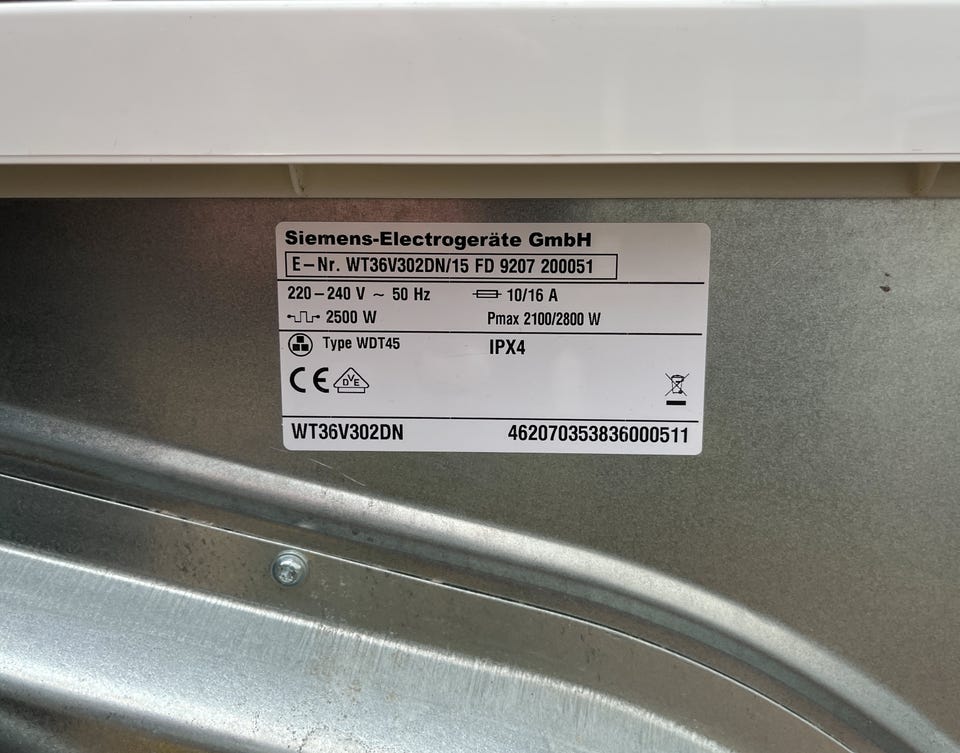 Siemens-Electrogeräte GmbH
E-Nr. WT36V302DN/15 FD 9207 200051
220-240 V ~ 50 Hz 10/16 A
2500 W Pmax 2100/2800 W
Type WDT45 IPX4
CE DVE
WT36V302DN 462070353836000511